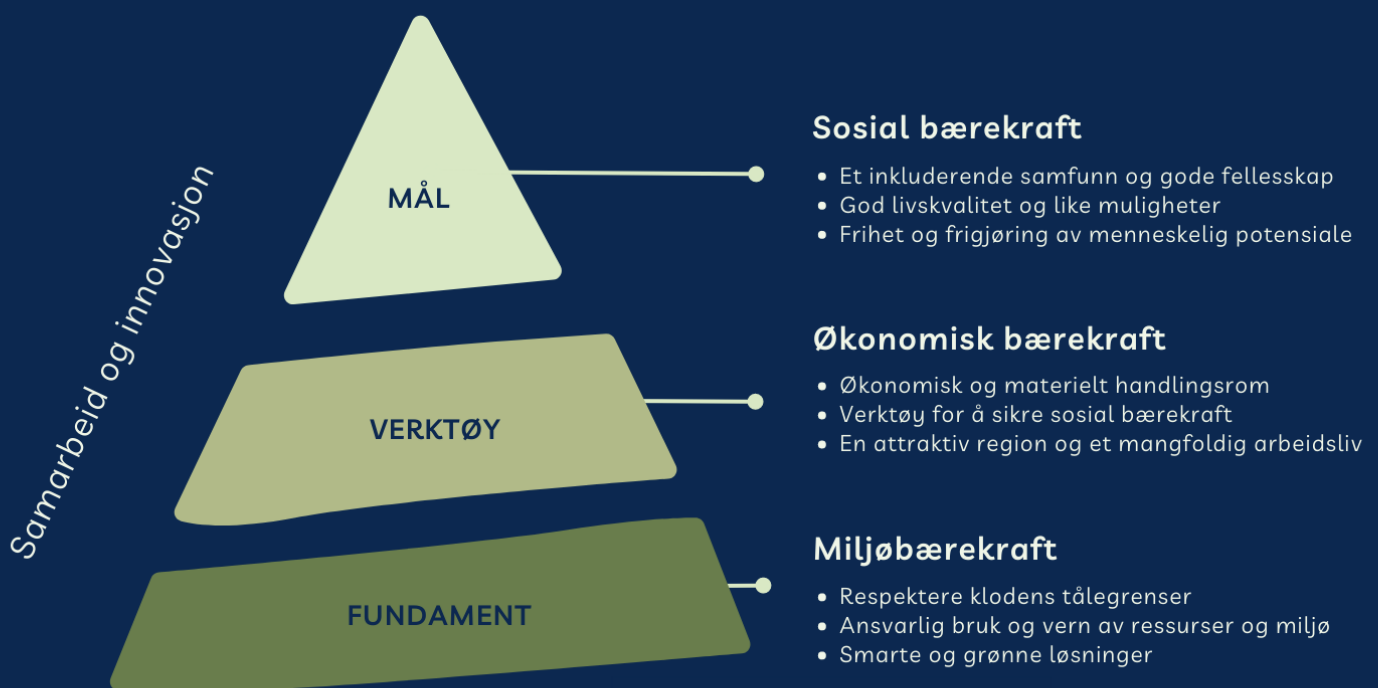 Samarbeid og innovasjon
MÅL
Sosial bærekraft
• Et inkluderende samfunn og gode fellesskap
• God livskvalitet og like muligheter
• Frihet og frigjøring av menneskelig potensiale
VERKTØY
Økonomisk bærekraft
• Økonomisk og materielt handlingsrom
• Verktøy for å sikre sosial bærekraft
• En attraktiv region og et mangfoldig arbeidsliv
FUNDAMENT
Miljøbærekraft
• Respektere klodens tålegrenser
• Ansvarlig bruk og vern av ressurser og miljø
• Smarte og grønne løsninger